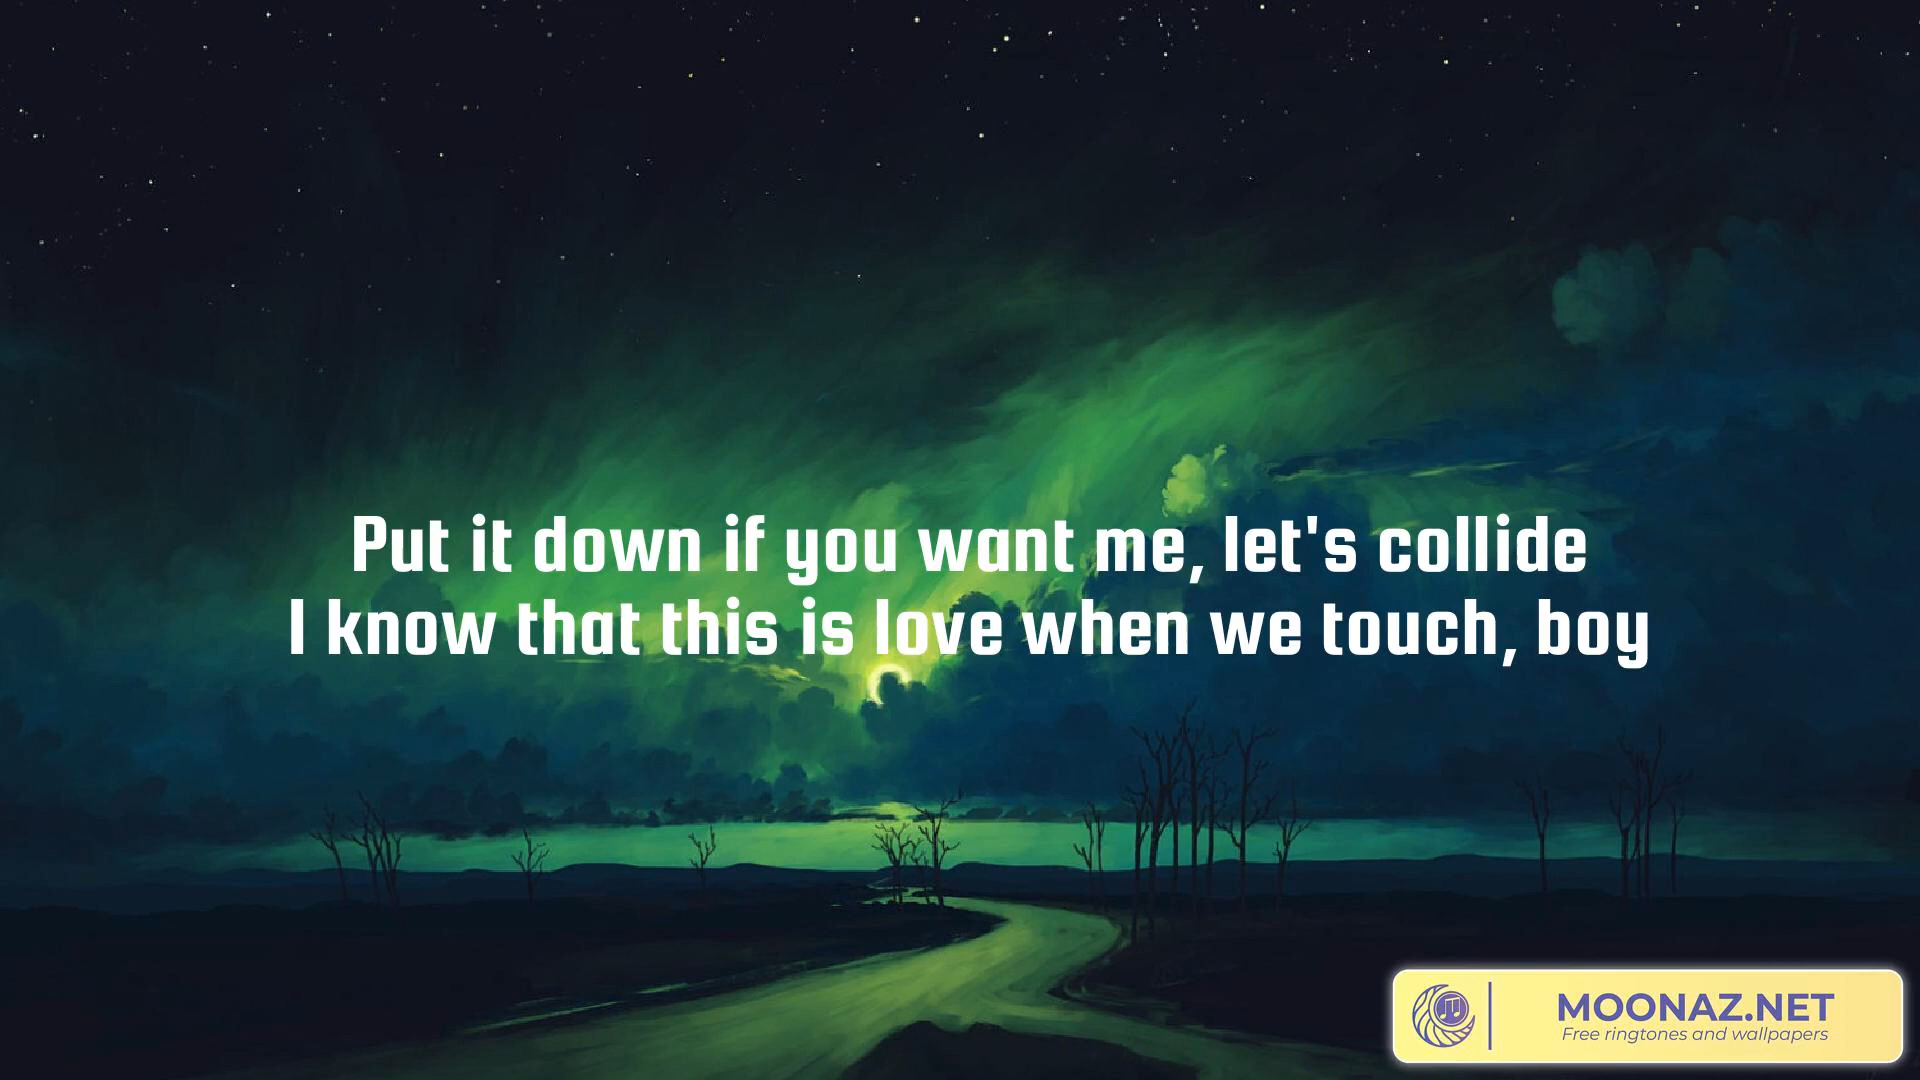 Put it down if you want me, let's collide
I know that this is love when we touch, boy
MOONAZ.NET
Free ringtones and wallpapers